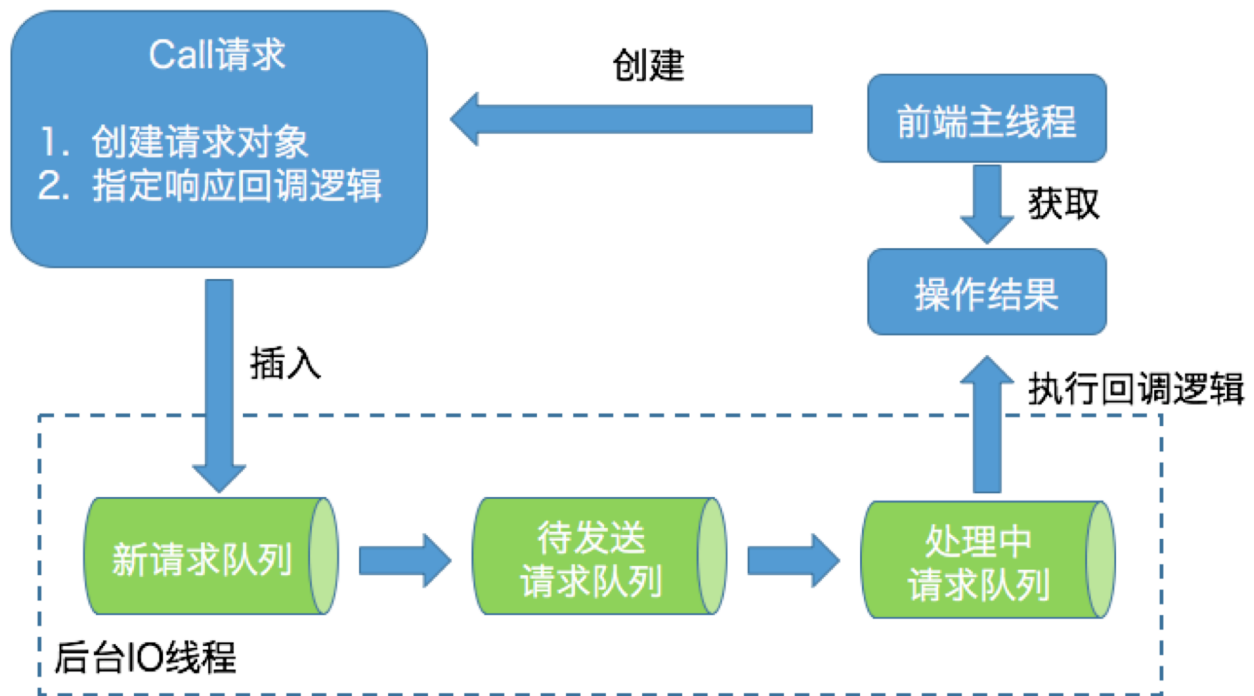 Call请求
1. 创建请求对象
2. 指定响应回调逻辑
创建
前端主线程
获取
操作结果
插入
执行回调逻辑
新请求队列
待发送
请求队列
处理中
请求队列
后台IO线程